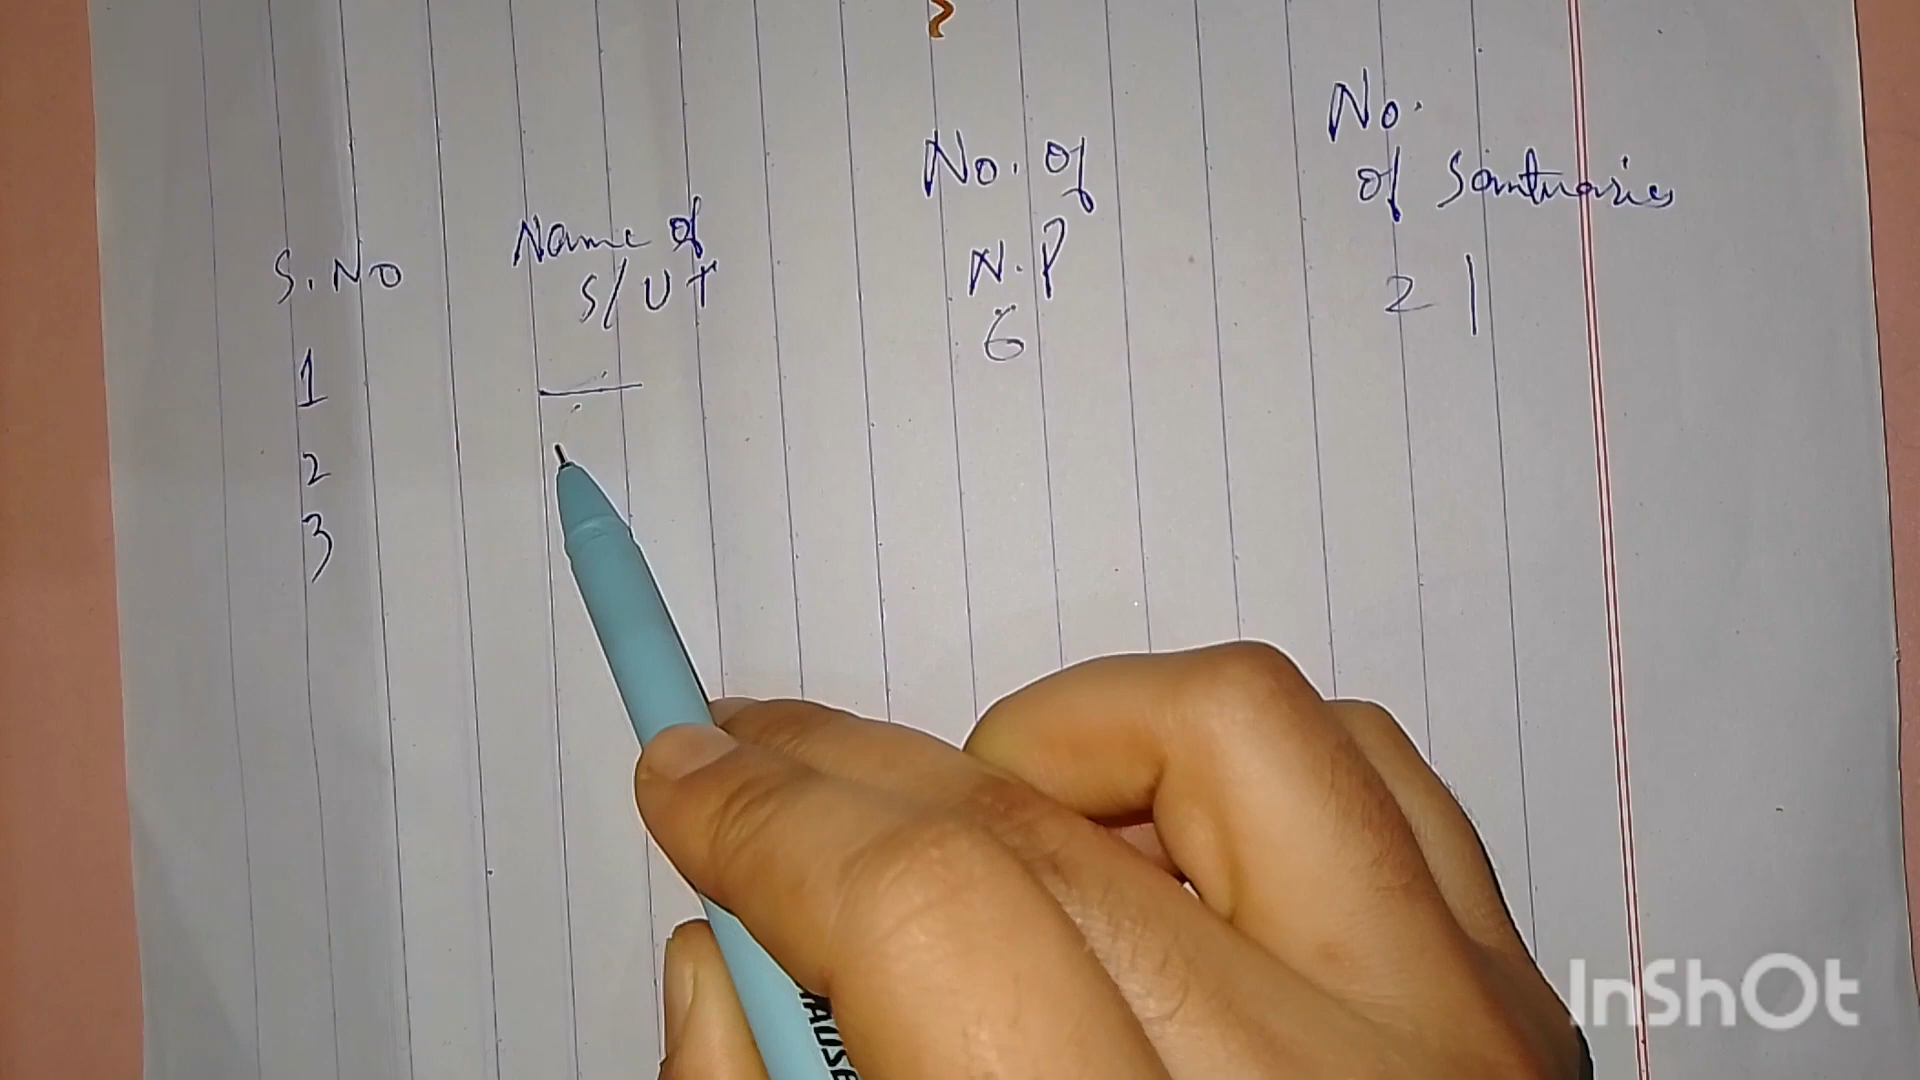 No.
of Santuaries
No. of
N.P
Name of
S/UT
S. No
6
21
1
2
3
InShOt